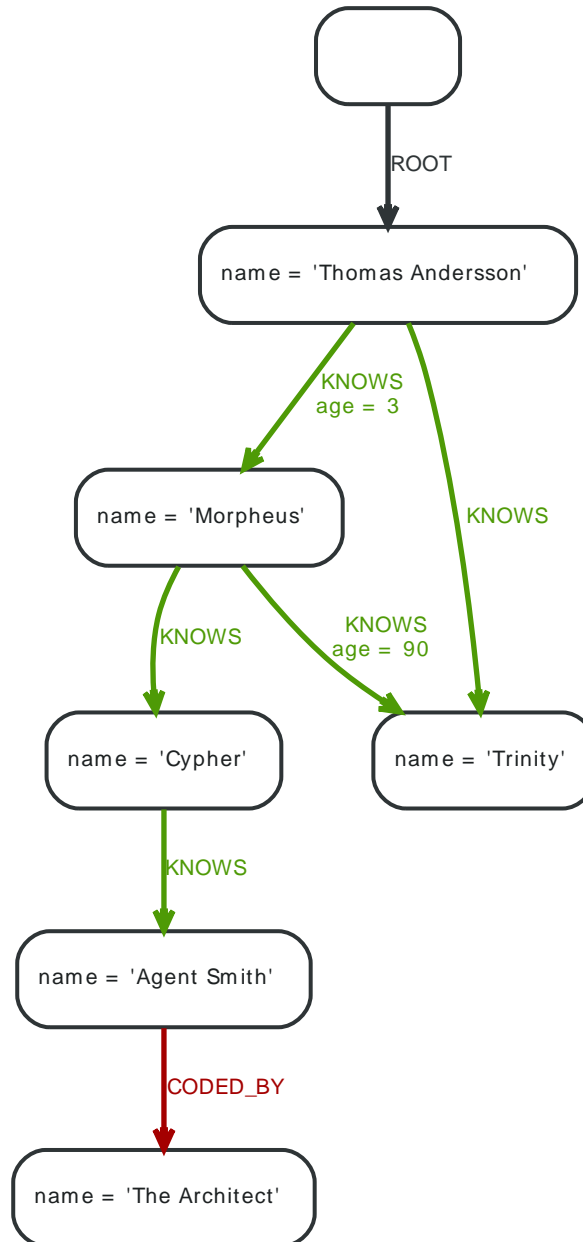 ROOT
name = 'Thomas Andersson'
KNOWS
age = 3
name = 'Morpheus'
KNOWS
KNOWS
KNOWS
age = 90
name = 'Cypher'
name = 'Trinity'
KNOWS
name = 'Agent Smith'
CODED_BY
name = 'The Architect'